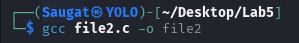 ┌──(Saugat㉿YOLO)-[~/Desktop/Lab5]
└─$ gcc file2.c -o file2